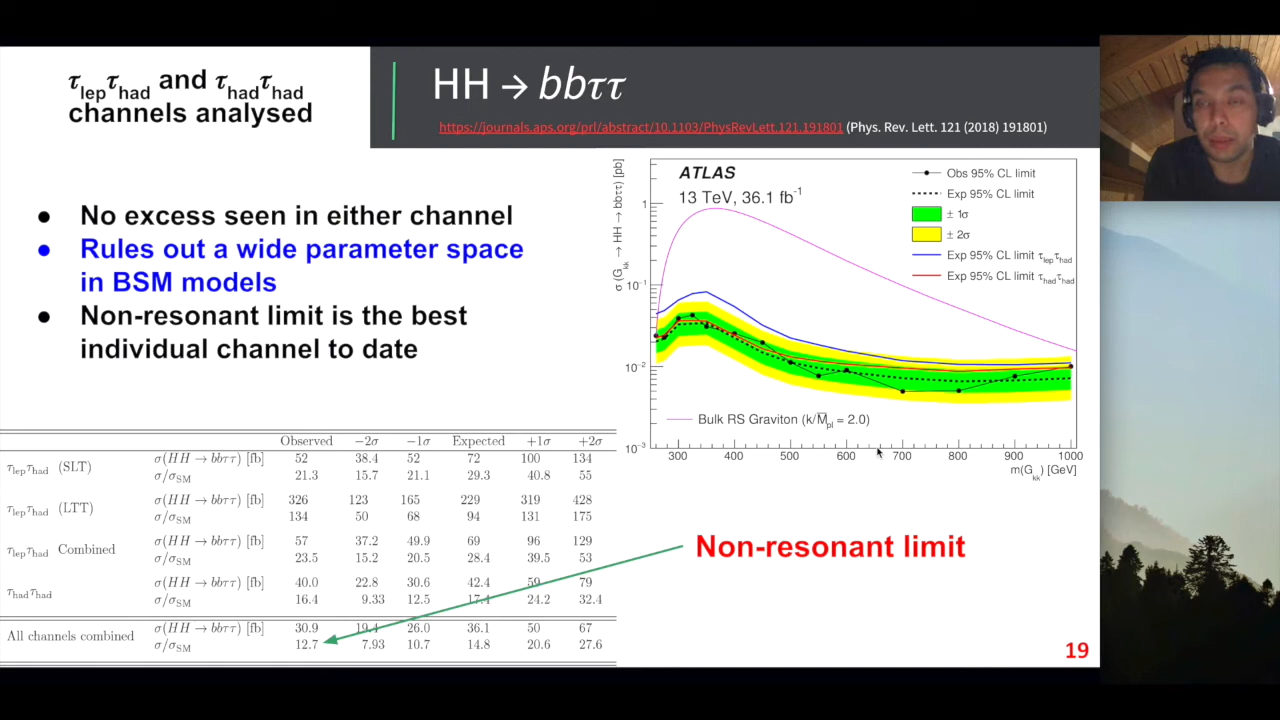 τlepτhad and τhadτhad
channels analysed
HH → bbττ
https://journals.aps.org/prl/abstract/10.1103/PhysRevLett.121.191801 (Phys. Rev. Lett. 121 (2018) 191801)
● No excess seen in either channel
● Rules out a wide parameter space
in BSM models
● Non-resonant limit is the best
individual channel to date
σ (Gkk → HH → bbττ) [pb]
ATLAS
13 TeV, 36.1 fb⁻¹
Obs 95% CL limit
Exp 95% CL limit
± 1σ
± 2σ
Exp 95% CL limit τlepτhad
Exp 95% CL limit τhadτhad
1
10⁻¹
10⁻²
10⁻³
Bulk RS Graviton (k/M̅pl = 2.0)
300 400 500 600 700 800 900 1000
m(Gkk) [GeV]
Observed −2σ −1σ Expected +1σ +2σ
τlepτhad (SLT) σ(HH → bbττ) [fb] 52 38.4 52 72 100 134
σ/σSM 21.3 15.7 21.1 29.3 40.8 55
τlepτhad (LTT) σ(HH → bbττ) [fb] 326 123 165 229 319 428
σ/σSM 134 50 68 94 131 175
τlepτhad Combined σ(HH → bbττ) [fb] 57 37.2 49.9 69 96 129
σ/σSM 23.5 15.2 20.5 28.4 39.5 53
τhadτhad σ(HH → bbττ) [fb] 40.0 22.8 30.6 42.4 59 79
σ/σSM 16.4 9.33 12.5 17.4 24.2 32.4
All channels combined σ(HH → bbττ) [fb] 30.9 19.4 26.0 36.1 50 67
σ/σSM 12.7 7.93 10.7 14.8 20.6 27.6
Non-resonant limit
19